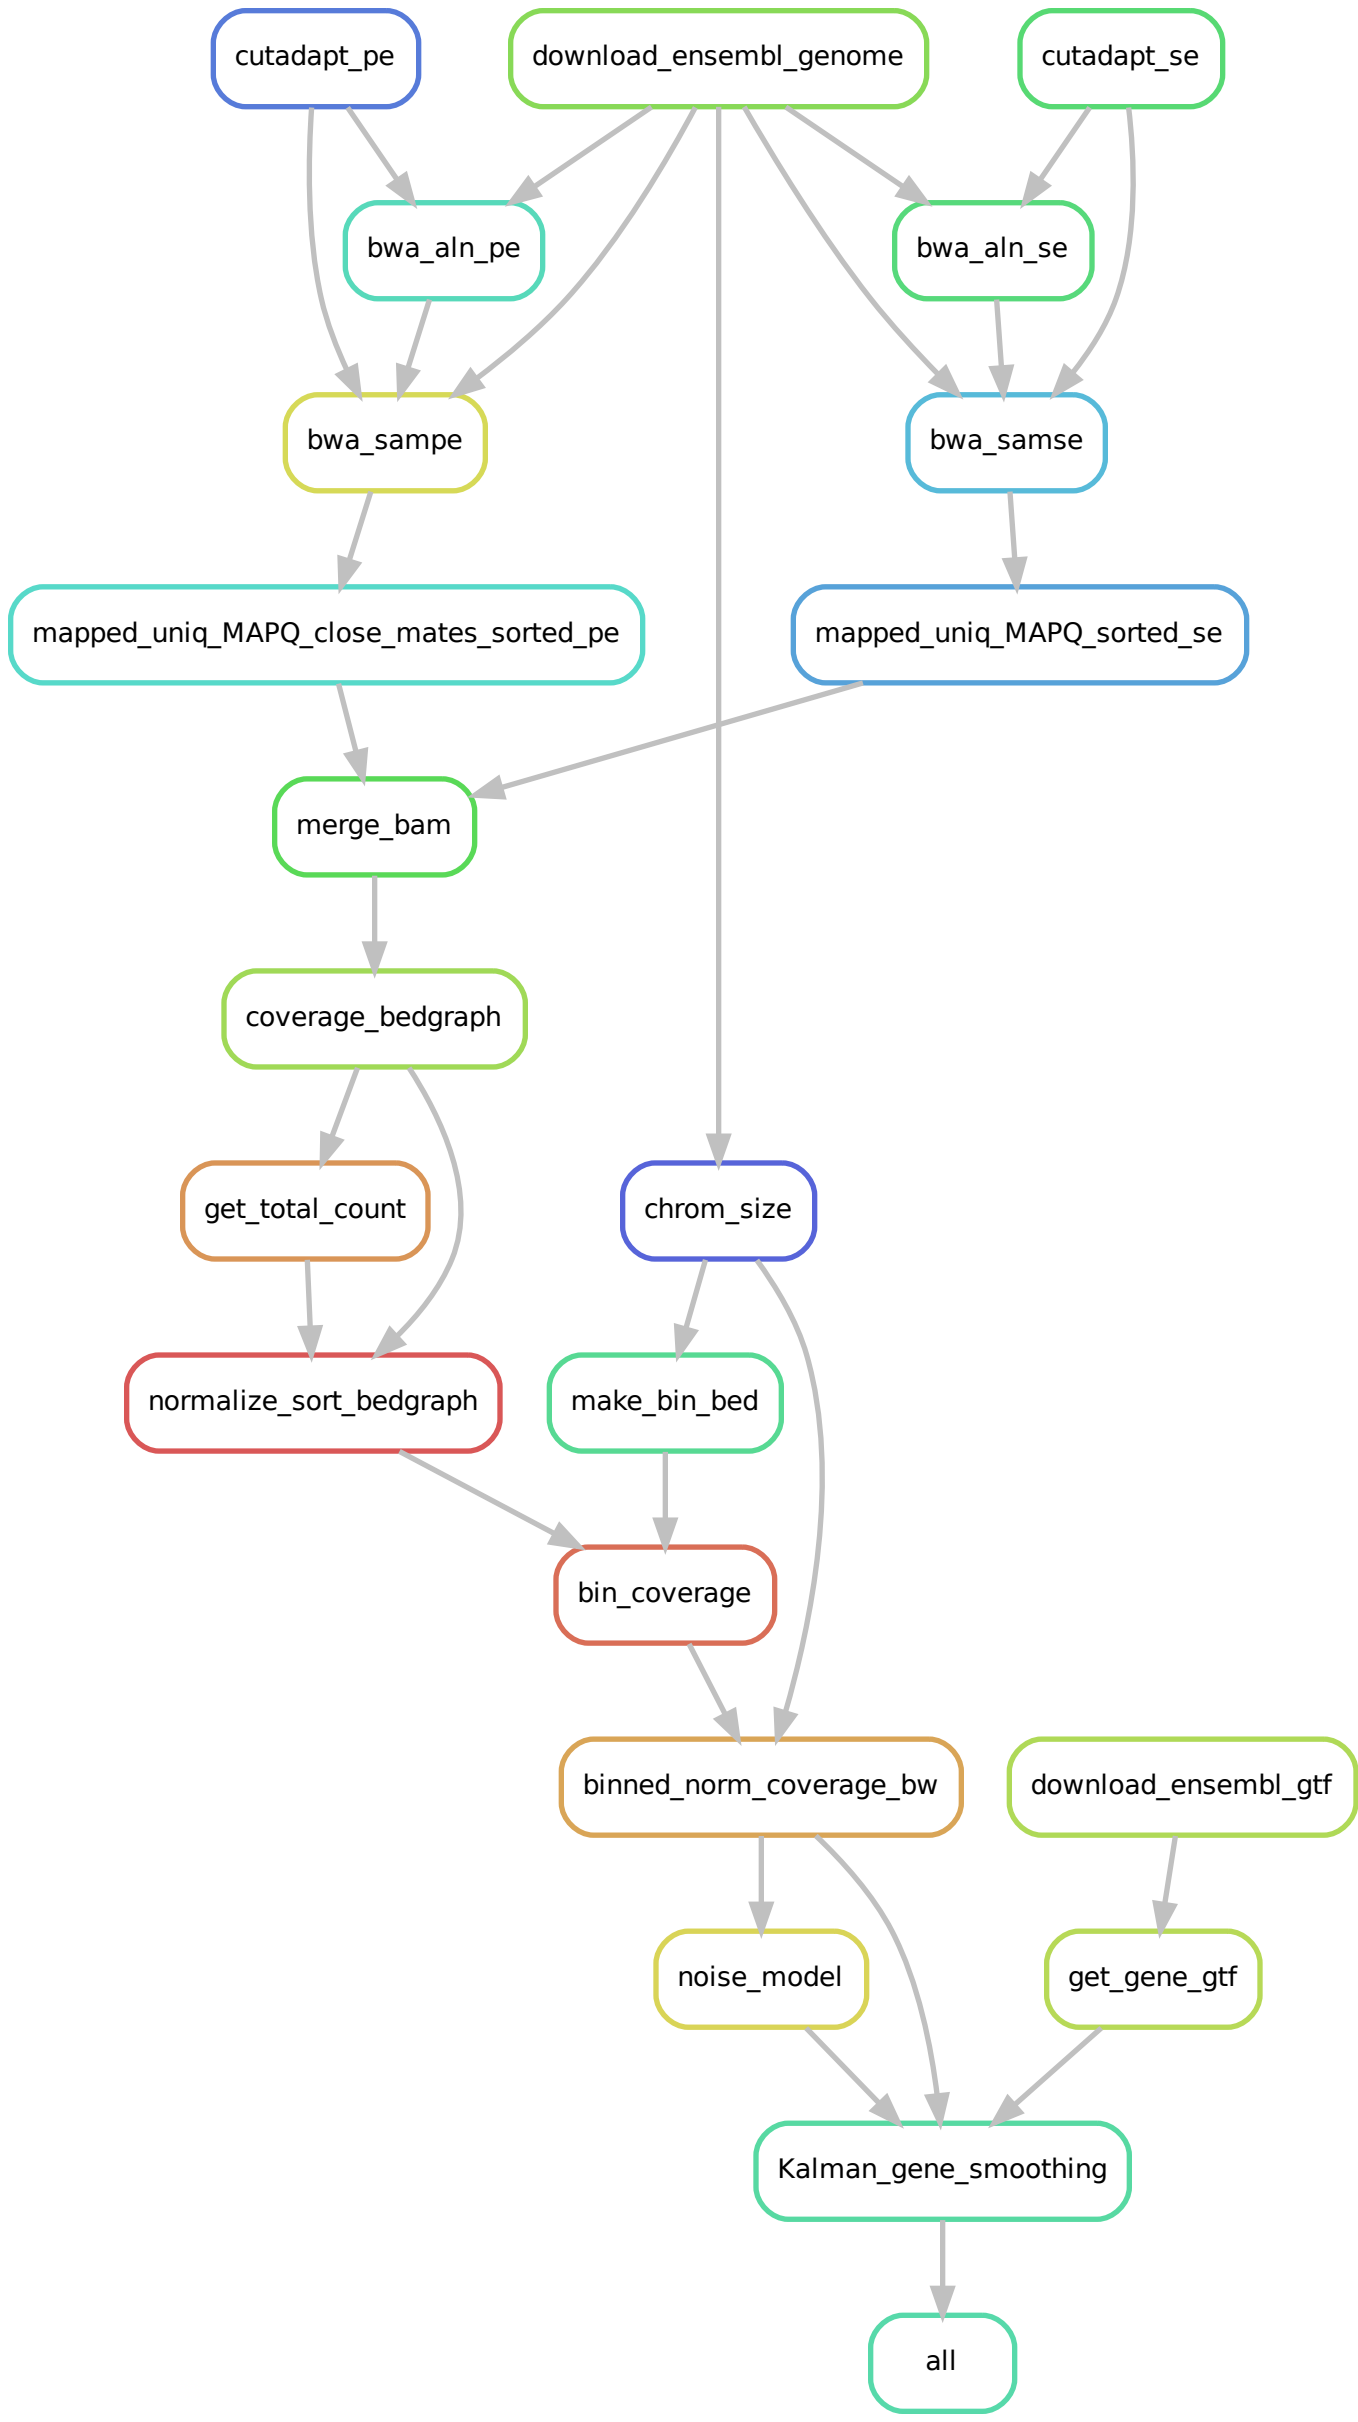 cutadapt_pe
download_ensembl_genome
cutadapt_se
bwa_aln_pe
bwa_aln_se
bwa_sampe
bwa_samse
mapped_uniq_MAPQ_close_mates_sorted_pe
mapped_uniq_MAPQ_sorted_se
merge_bam
coverage_bedgraph
get_total_count
chrom_size
normalize_sort_bedgraph
make_bin_bed
bin_coverage
binned_norm_coverage_bw
download_ensembl_gtf
noise_model
get_gene_gtf
Kalman_gene_smoothing
all